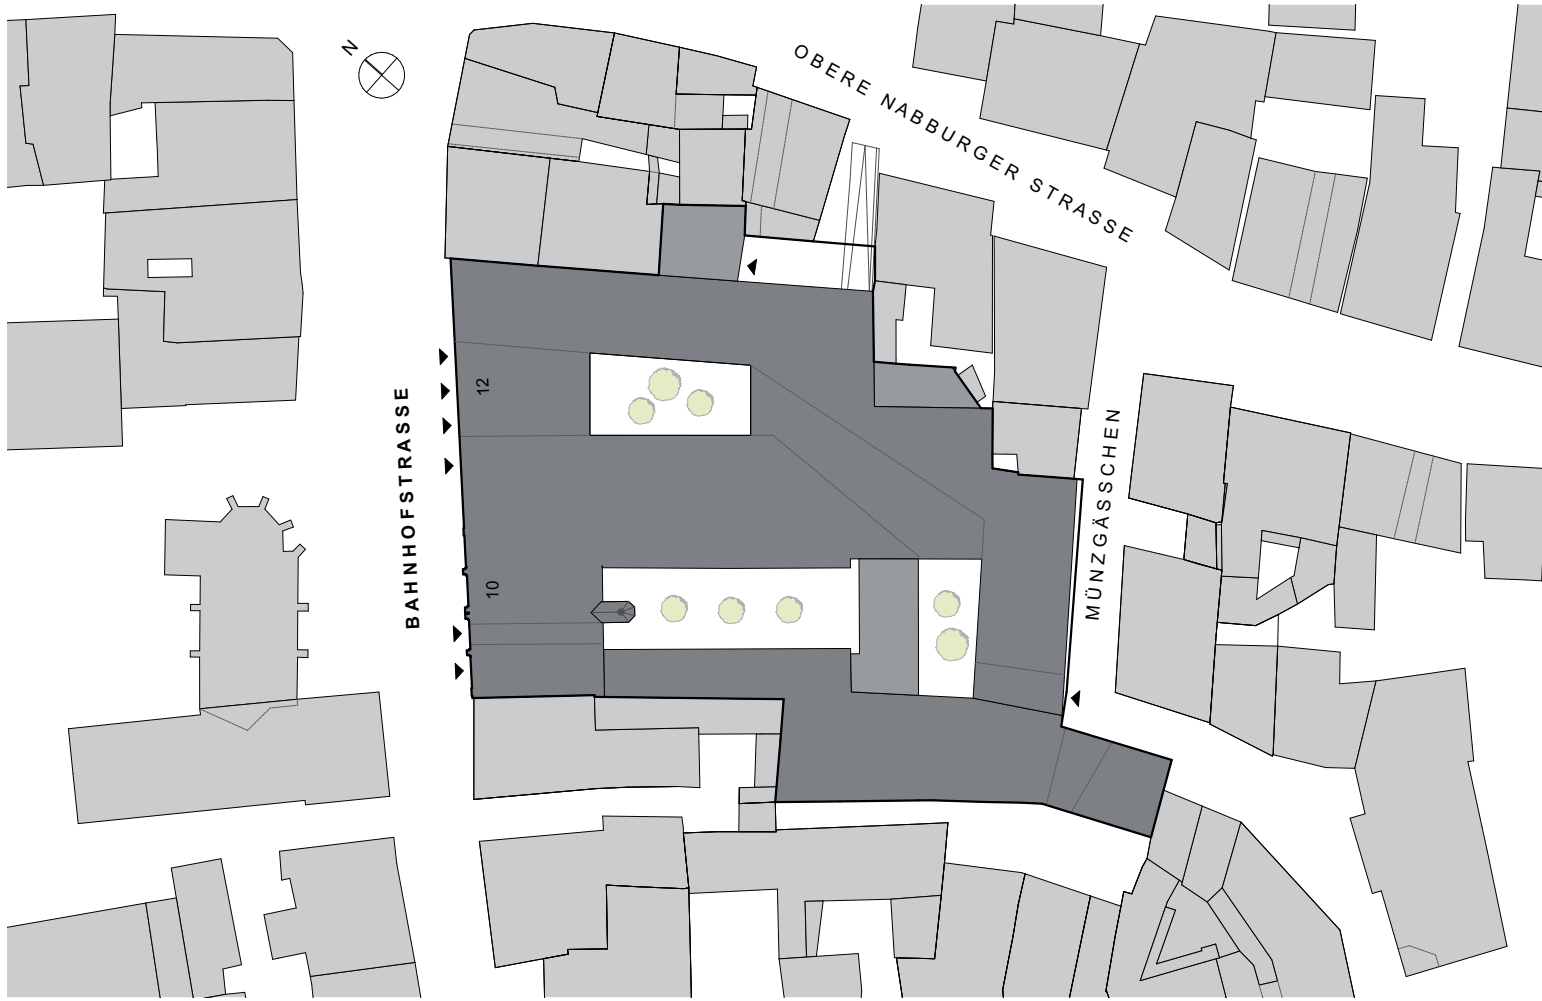 N
OBERE NABBURGER STRASSE
12
BAHNHOFSTRASSE
MÜNZGÄSSCHEN
10